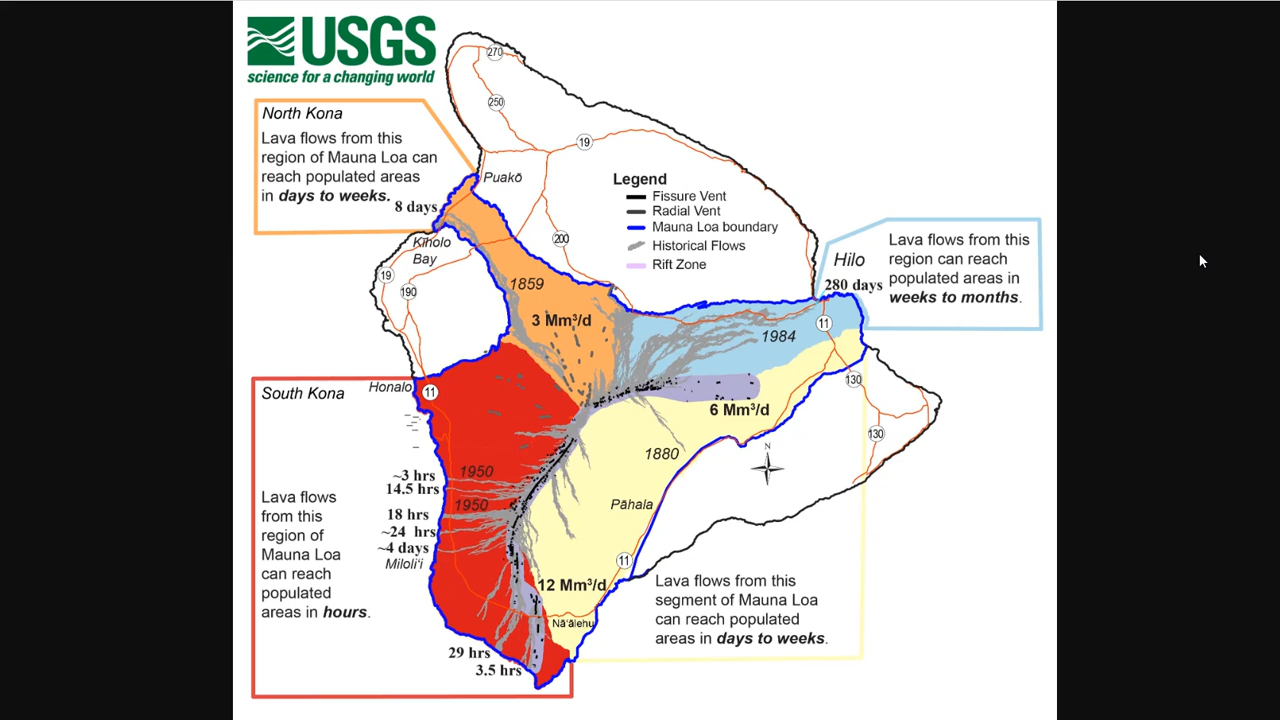 USGS
science for a changing world
270
250
19
North Kona
Lava flows from this
region of Mauna Loa can
reach populated areas
in days to weeks.
Puakō
8 days
Legend
Fissure Vent
Radial Vent
Mauna Loa boundary
Historical Flows
Rift Zone
200
Kīholo
Bay
19
190
Hilo
280 days
Lava flows from this
region can reach
populated areas in
weeks to months.
1859
3 Mm³/d
1984
11
130
130
6 Mm³/d
N
Honalo
11
South Kona
1880
Pāhala
1950
1950
~3 hrs
14.5 hrs
18 hrs
~24 hrs
~4 days
Miloli'i
Lava flows
from this
region of
Mauna Loa
can reach
populated
areas in hours.
11
12 Mm³/d
Nā'ālehu
29 hrs
3.5 hrs
Lava flows from this
segment of Mauna Loa
can reach populated
areas in days to weeks.